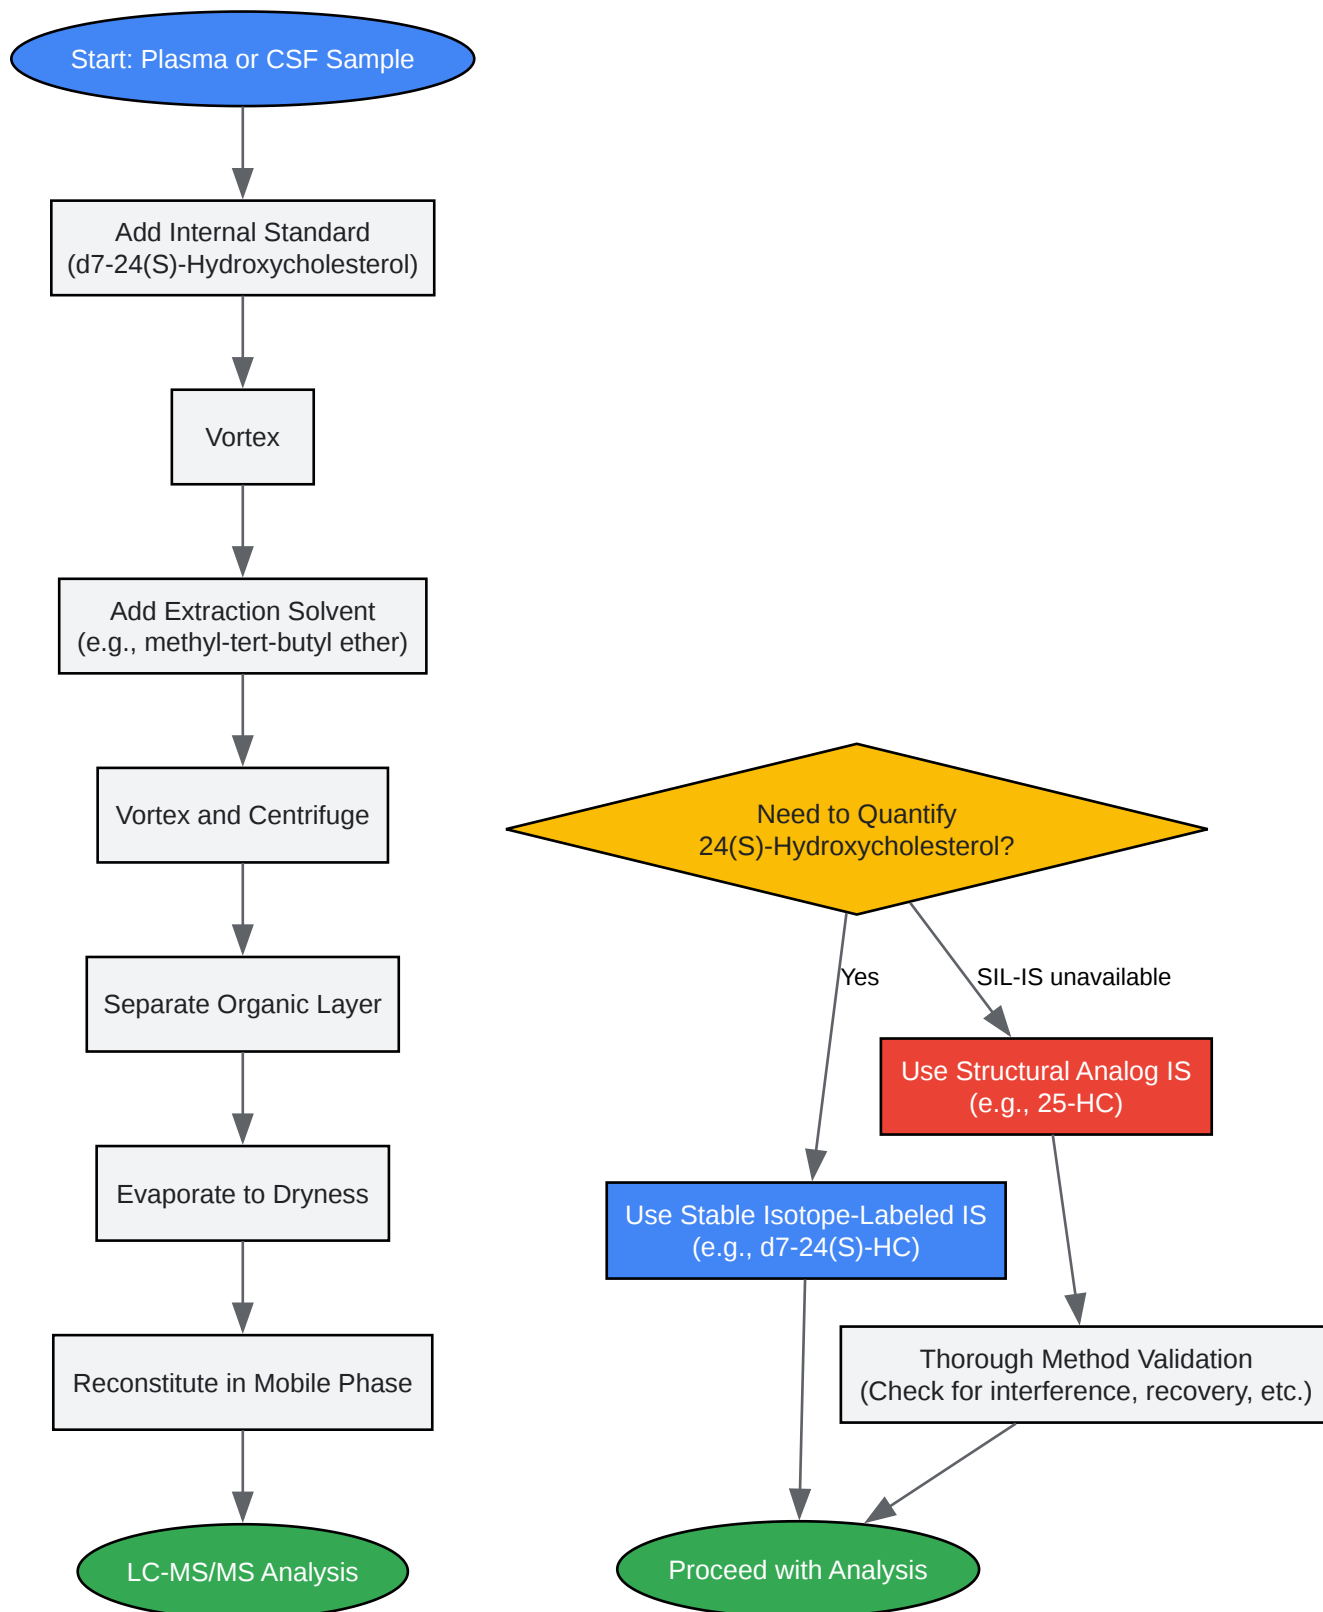 Start: Plasma or CSF Sample
Add Internal Standard
(d7-24(S)-Hydroxycholesterol)
Vortex
Add Extraction Solvent
(e.g., methyl-tert-butyl ether)
Vortex and Centrifuge
Separate Organic Layer
Evaporate to Dryness
Reconstitute in Mobile Phase
LC-MS/MS Analysis
Need to Quantify
24(S)-Hydroxycholesterol?
Yes
SIL-IS unavailable
Use Structural Analog IS
(e.g., 25-HC)
Use Stable Isotope-Labeled IS
(e.g., d7-24(S)-HC)
Thorough Method Validation
(Check for interference, recovery, etc.)
Proceed with Analysis